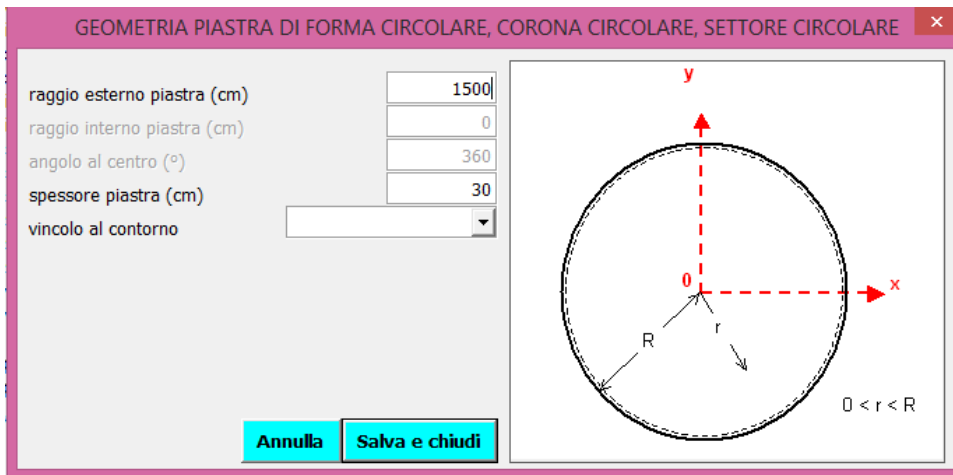 GEOMETRIA PIASTRA DI FORMA CIRCOLARE, CORONA CIRCOLARE, SETTORE CIRCOLARE ×
raggio esterno piastra (cm) 1500
raggio interno piastra (cm) 0
angolo al centro (°) 360
spessore piastra (cm) 30
vincolo al contorno
Annulla Salva e chiudi
y
0 x
R r
0 < r < R